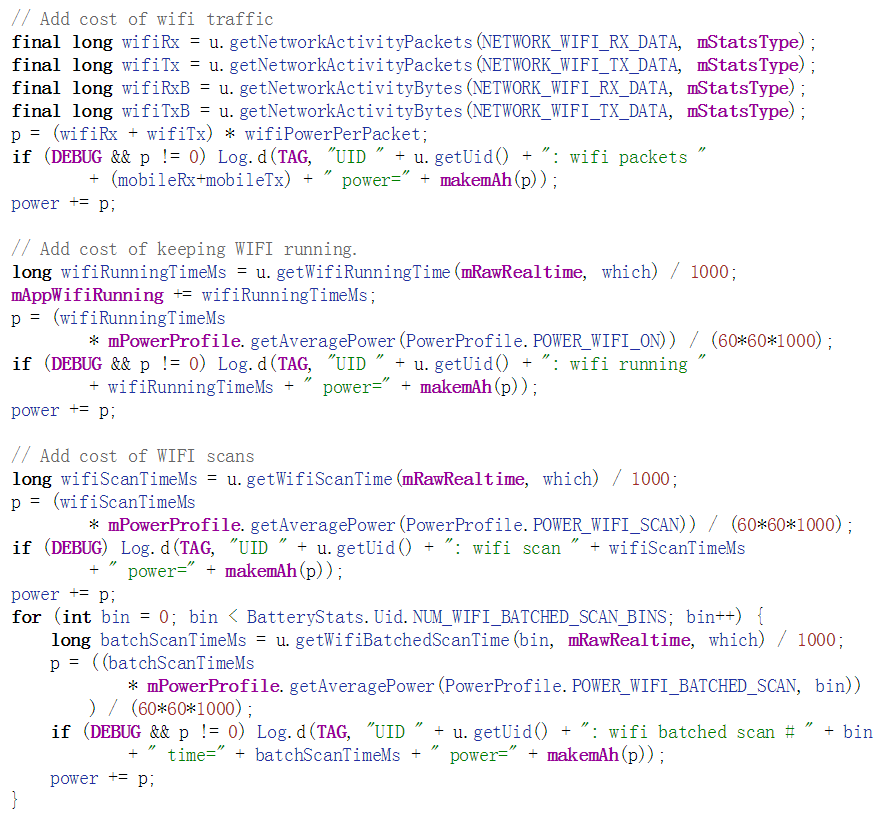 // Add cost of wifi traffic
final long wifiRx = u.getNetworkActivityPackets(NETWORK_WIFI_RX_DATA, mStatsType);
final long wifiTx = u.getNetworkActivityPackets(NETWORK_WIFI_TX_DATA, mStatsType);
final long wifiRxB = u.getNetworkActivityBytes(NETWORK_WIFI_RX_DATA, mStatsType);
final long wifiTxB = u.getNetworkActivityBytes(NETWORK_WIFI_TX_DATA, mStatsType);
p = (wifiRx + wifiTx) * wifiPowerPerPacket;
if (DEBUG && p != 0) Log.d(TAG, "UID " + u.getUid() + ": wifi packets "
        + (mobileRx+mobileTx) + " power=" + makemAh(p));
power += p;

// Add cost of keeping WIFI running.
long wifiRunningTimeMs = u.getWifiRunningTime(mRawRealtime, which) / 1000;
mAppWifiRunning += wifiRunningTimeMs;
p = (wifiRunningTimeMs
        * mPowerProfile.getAveragePower(PowerProfile.POWER_WIFI_ON)) / (60*60*1000);
if (DEBUG && p != 0) Log.d(TAG, "UID " + u.getUid() + ": wifi running "
        + wifiRunningTimeMs + " power=" + makemAh(p));
power += p;

// Add cost of WIFI scans
long wifiScanTimeMs = u.getWifiScanTime(mRawRealtime, which) / 1000;
p = (wifiScanTimeMs
        * mPowerProfile.getAveragePower(PowerProfile.POWER_WIFI_SCAN)) / (60*60*1000);
if (DEBUG) Log.d(TAG, "UID " + u.getUid() + ": wifi scan " + wifiScanTimeMs
        + " power=" + makemAh(p));
power += p;
for (int bin = 0; bin < BatteryStats.Uid.NUM_WIFI_BATCHED_SCAN_BINS; bin++) {
    long batchScanTimeMs = u.getWifiBatchedScanTime(bin, mRawRealtime, which) / 1000;
    p = ((batchScanTimeMs
            * mPowerProfile.getAveragePower(PowerProfile.POWER_WIFI_BATCHED_SCAN, bin))
        ) / (60*60*1000);
    if (DEBUG && p != 0) Log.d(TAG, "UID " + u.getUid() + ": wifi batched scan # " + bin
            + " time=" + batchScanTimeMs + " power=" + makemAh(p));
    power += p;
}